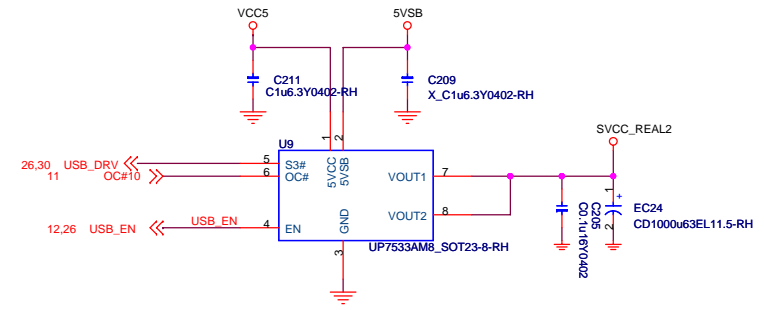 VCC5
5VSB
C211
C1u6.3Y0402-RH
C209
X_C1u6.3Y0402-RH
SVCC_REAL2
U9
1
2
26,30 USB_DRV
5
S3#
5VCC
5VSB
11 OC#10
6
OC#
VOUT1
7
VOUT2
8
12,26 USB_EN
USB_EN
4
EN
GND
3
UP7533AM8_SOT23-8-RH
C205
C0.1u16Y0402
1
+
EC24
2
CD1000u63EL11.5-RH